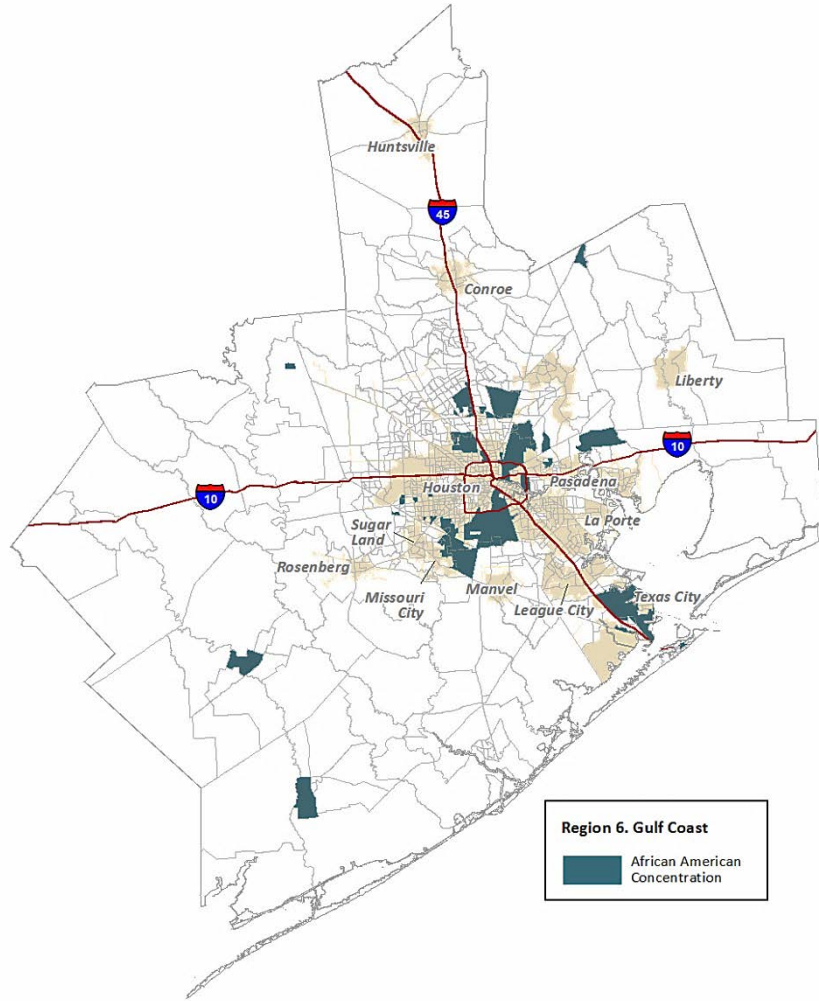 Huntsville
45
Conroe
Liberty
10
10
Houston
Pasadena
La Porte
Sugar
Land
Rosenberg
Missouri
City
Manvel
League City
Texas City
Region 6. Gulf Coast
African American
Concentration